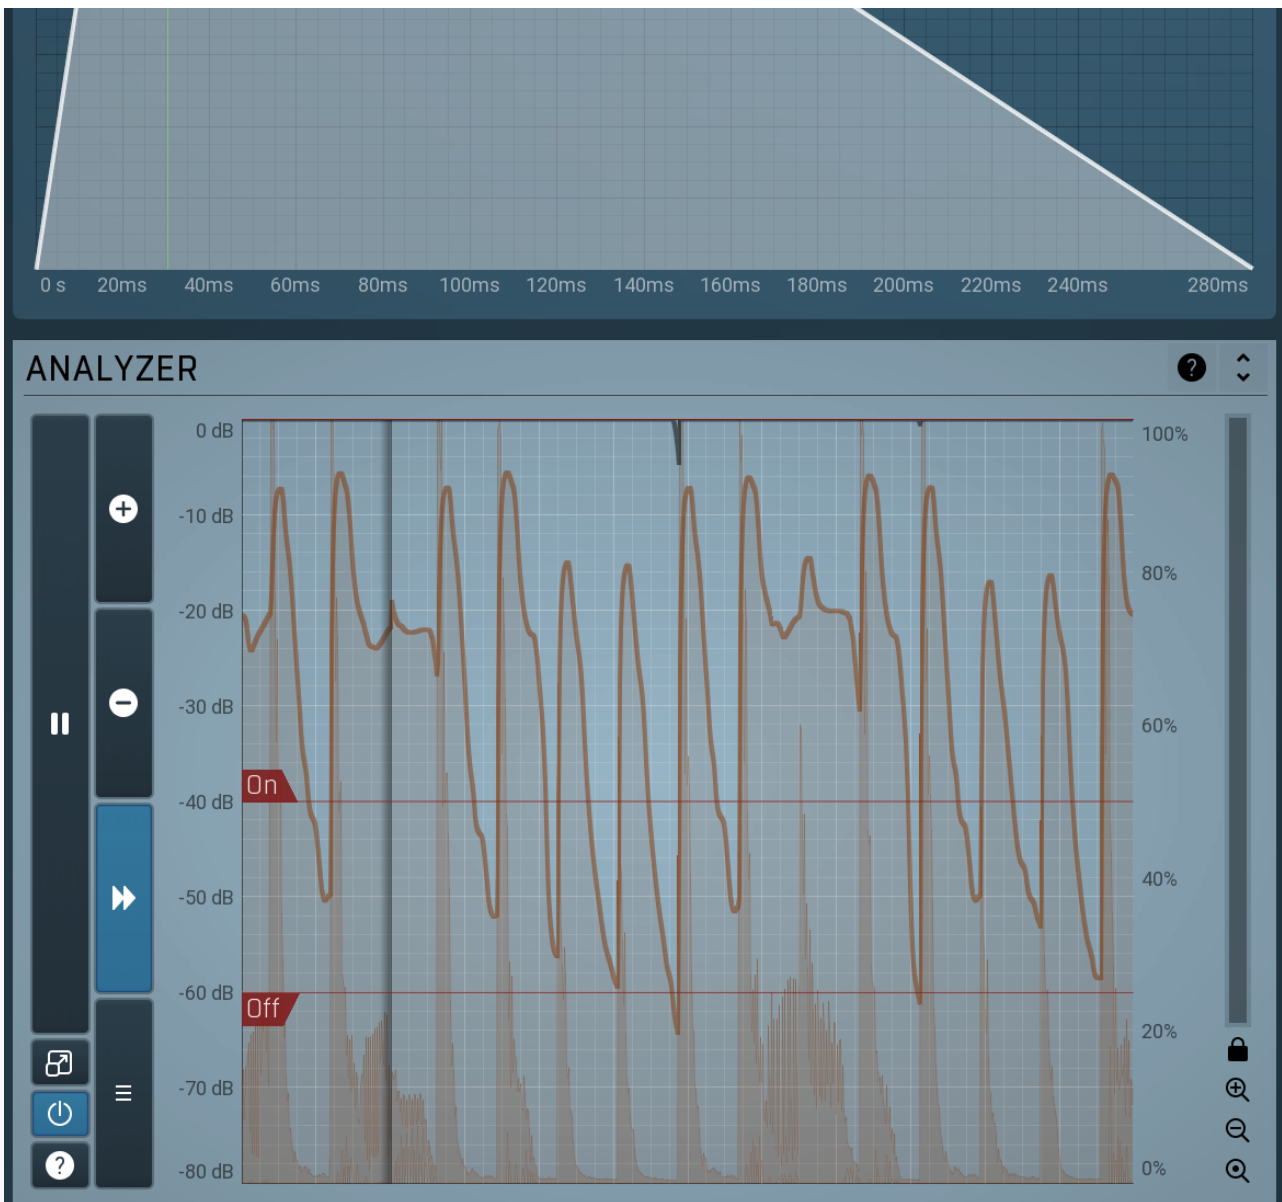 0 s 20ms 40ms 60ms 80ms 100ms 120ms 140ms 160ms 180ms 200ms 220ms 240ms 280ms
ANALYZER
0 dB 100%
-10 dB
80%
-20 dB
-30 dB
60%
On
-40 dB
40%
-50 dB
-60 dB
Off
20%
-70 dB
-80 dB 0%